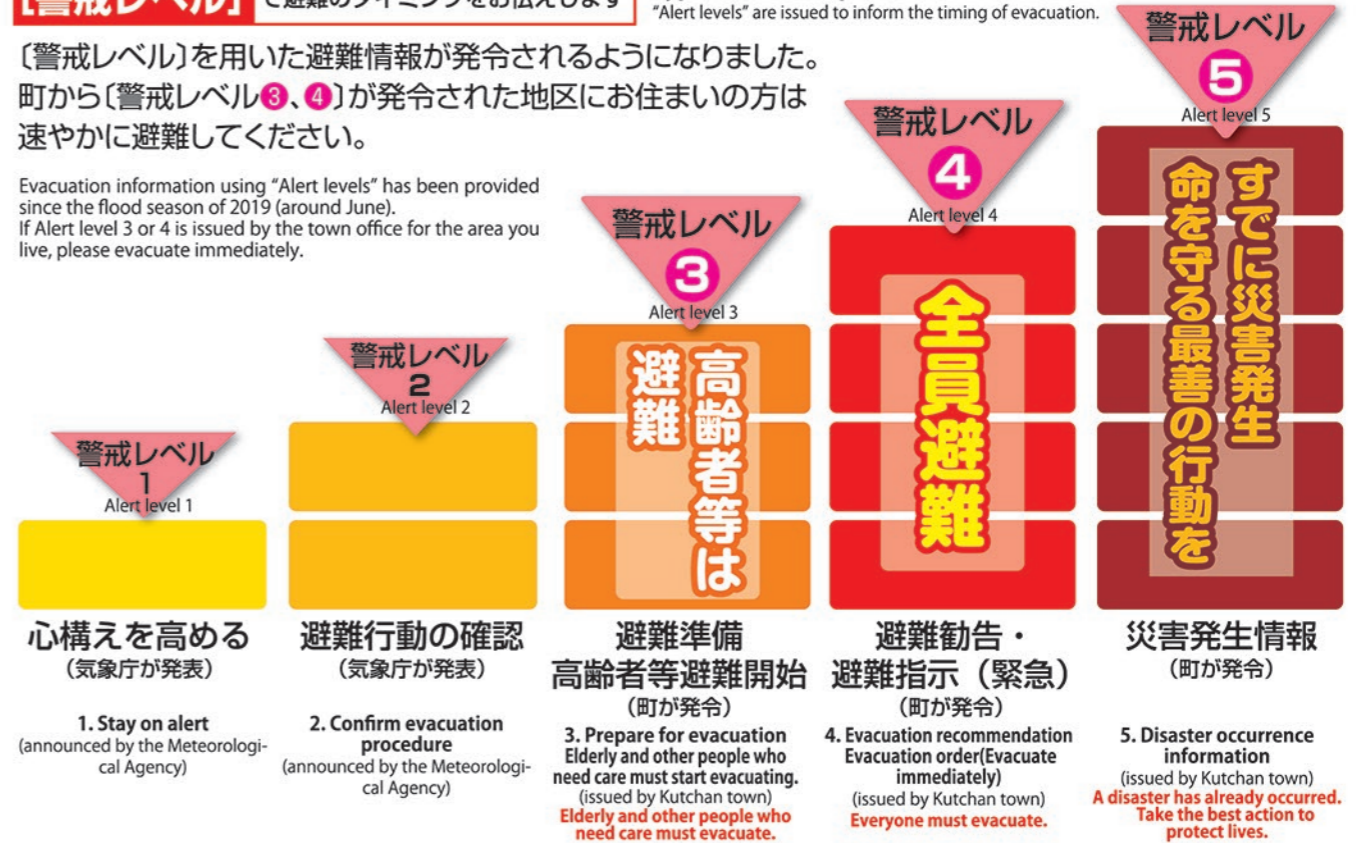 【警戒レベル】で避難のタイミングをお伝えします
"Alert levels" are issued to inform the timing of evacuation.
〔警戒レベル〕を用いた避難情報が発令されるようになりました。
町から〔警戒レベル❸、❹〕が発令された地区にお住まいの方は
速やかに避難してください。
Evacuation information using "Alert levels" has been provided
since the flood season of 2019 (around June).
If Alert level 3 or 4 is issued by the town office for the area you
live, please evacuate immediately.
警戒レベル
1
Alert level 1
心構えを高める
（気象庁が発表）
1. Stay on alert
(announced by the Meteorologi-
cal Agency)
警戒レベル
2
Alert level 2
避難行動の確認
（気象庁が発表）
2. Confirm evacuation
procedure
(announced by the Meteorologi-
cal Agency)
警戒レベル
3
Alert level 3
高齢者等は
避難
避難準備
高齢者等避難開始
（町が発令）
3. Prepare for evacuation
Elderly and other people who
need care must start evacuating.
(issued by Kutchan town)
Elderly and other people who
need care must evacuate.
警戒レベル
4
Alert level 4
全員避難
避難勧告・
避難指示（緊急）
（町が発令）
4. Evacuation recommendation
Evacuation order(Evacuate
immediately)
(issued by Kutchan town)
Everyone must evacuate.
警戒レベル
5
Alert level 5
すでに災害発生
命を守る最善の行動を
災害発生情報
（町が発令）
5. Disaster occurrence
information
(issued by Kutchan town)
A disaster has already occurred.
Take the best action to
protect lives.